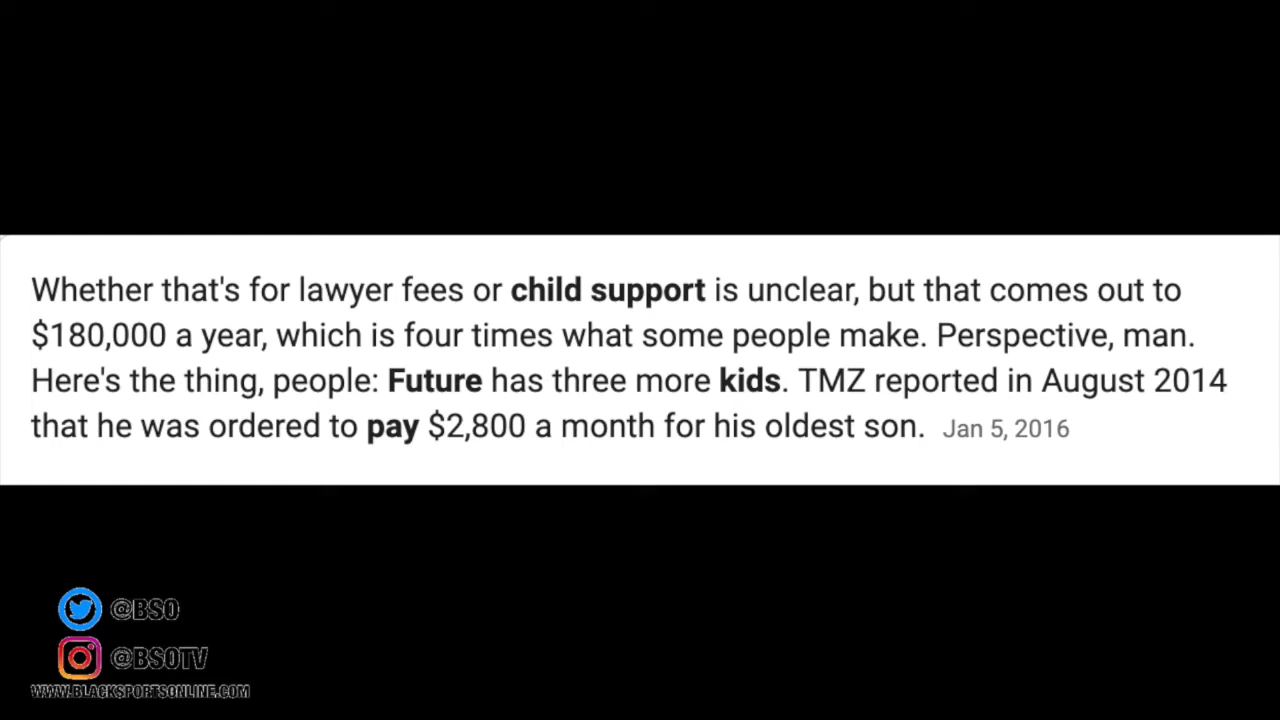 Whether that's for lawyer fees or child support is unclear, but that comes out to
$180,000 a year, which is four times what some people make. Perspective, man.
Here's the thing, people: Future has three more kids. TMZ reported in August 2014
that he was ordered to pay $2,800 a month for his oldest son. Jan 5, 2016
@BSO
@BSOTV
WWW.BLACKSPORTSONLINE.COM